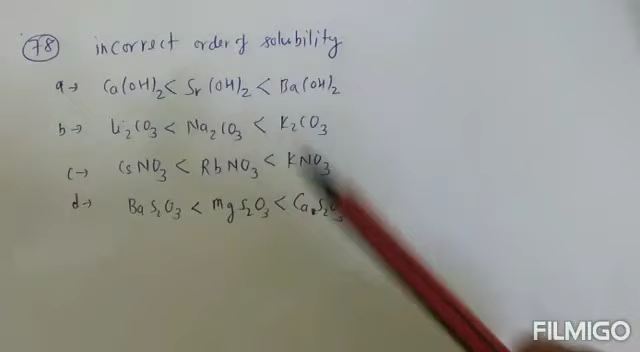 78 incorrect order of solubility
a→ Ca(OH)2 < Sr(OH)2 < Ba(OH)2
b→ Li2CO3 < Na2CO3 < K2CO3
c→ CsNO3 < RbNO3 < KNO3
d→ BaS2O3 < MgS2O3 < CaS2O3
FILMIGO